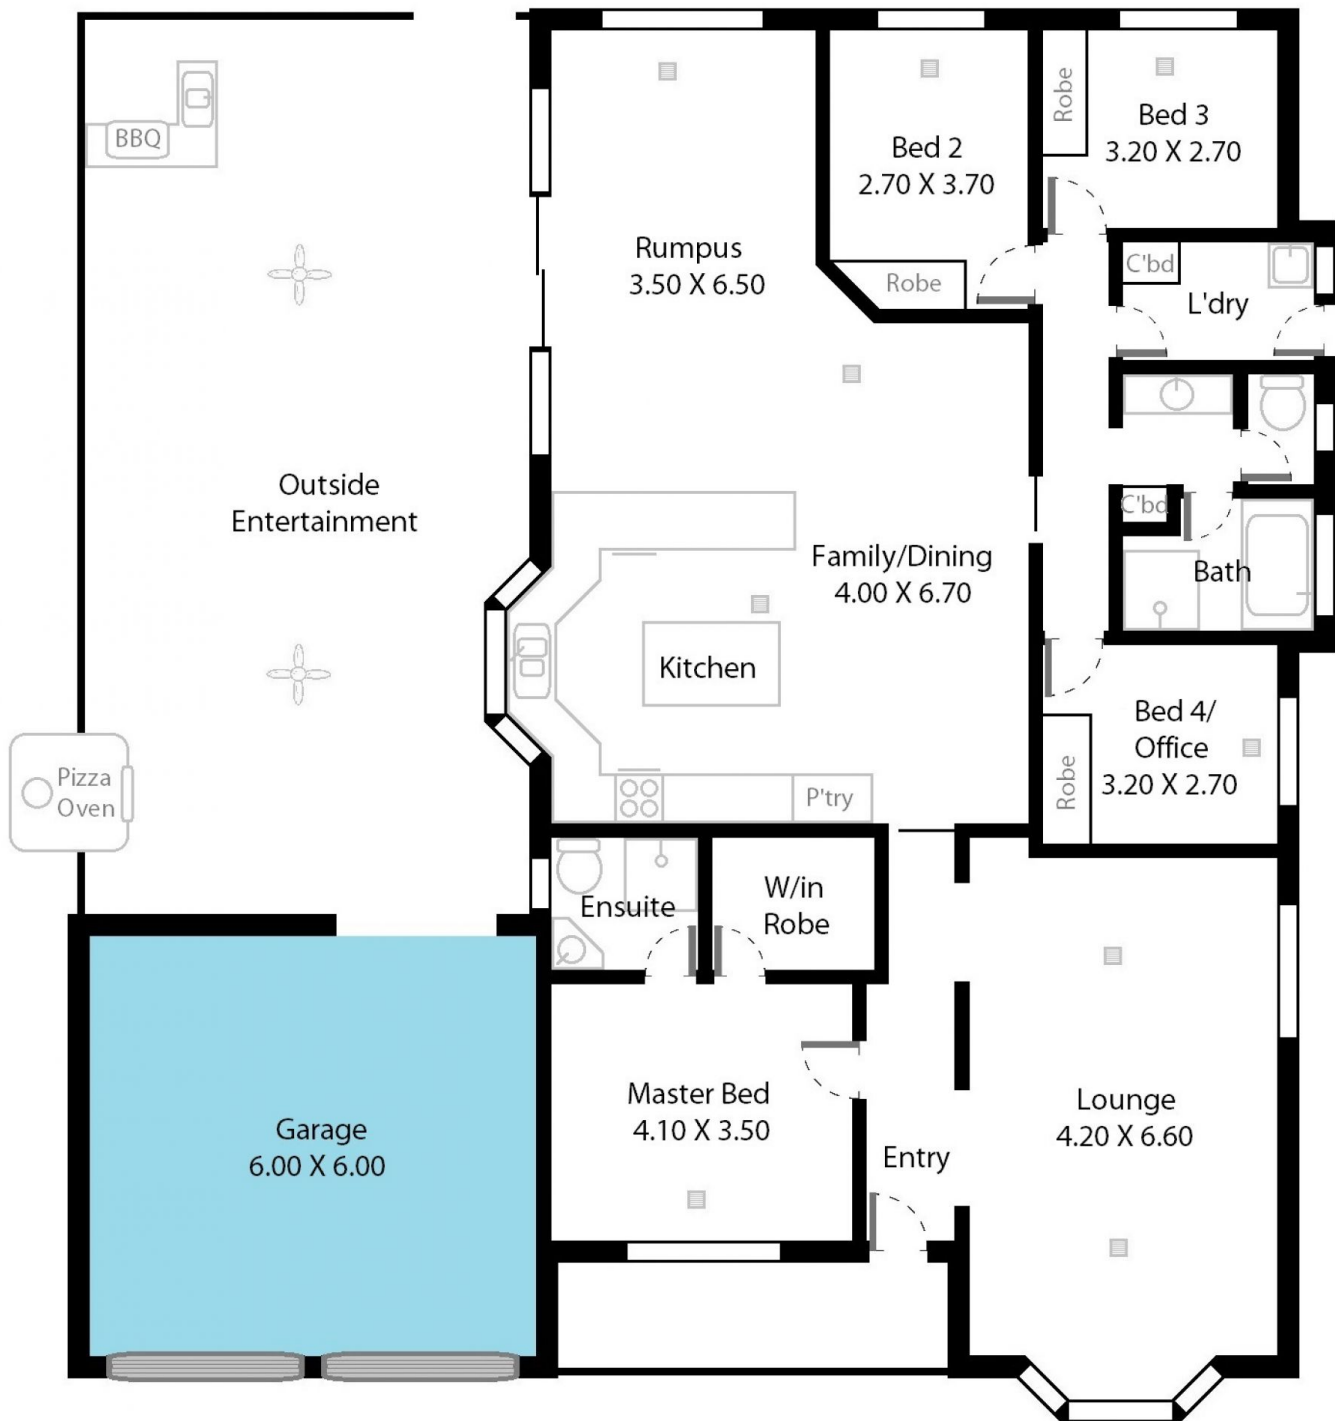 BBQ
Rumpus
3.50 X 6.50
Bed 2
2.70 X 3.70
Robe
Robe
Bed 3
3.20 X 2.70
C'bd
L'dry
Outside
Entertainment
Family/Dining
4.00 X 6.70
Kitchen
C'bd
Bath
Pizza
Oven
P'try
Bed 4/
Office
3.20 X 2.70
Robe
Ensuite
W/in
Robe
Garage
6.00 X 6.00
Master Bed
4.10 X 3.50
Entry
Lounge
4.20 X 6.60